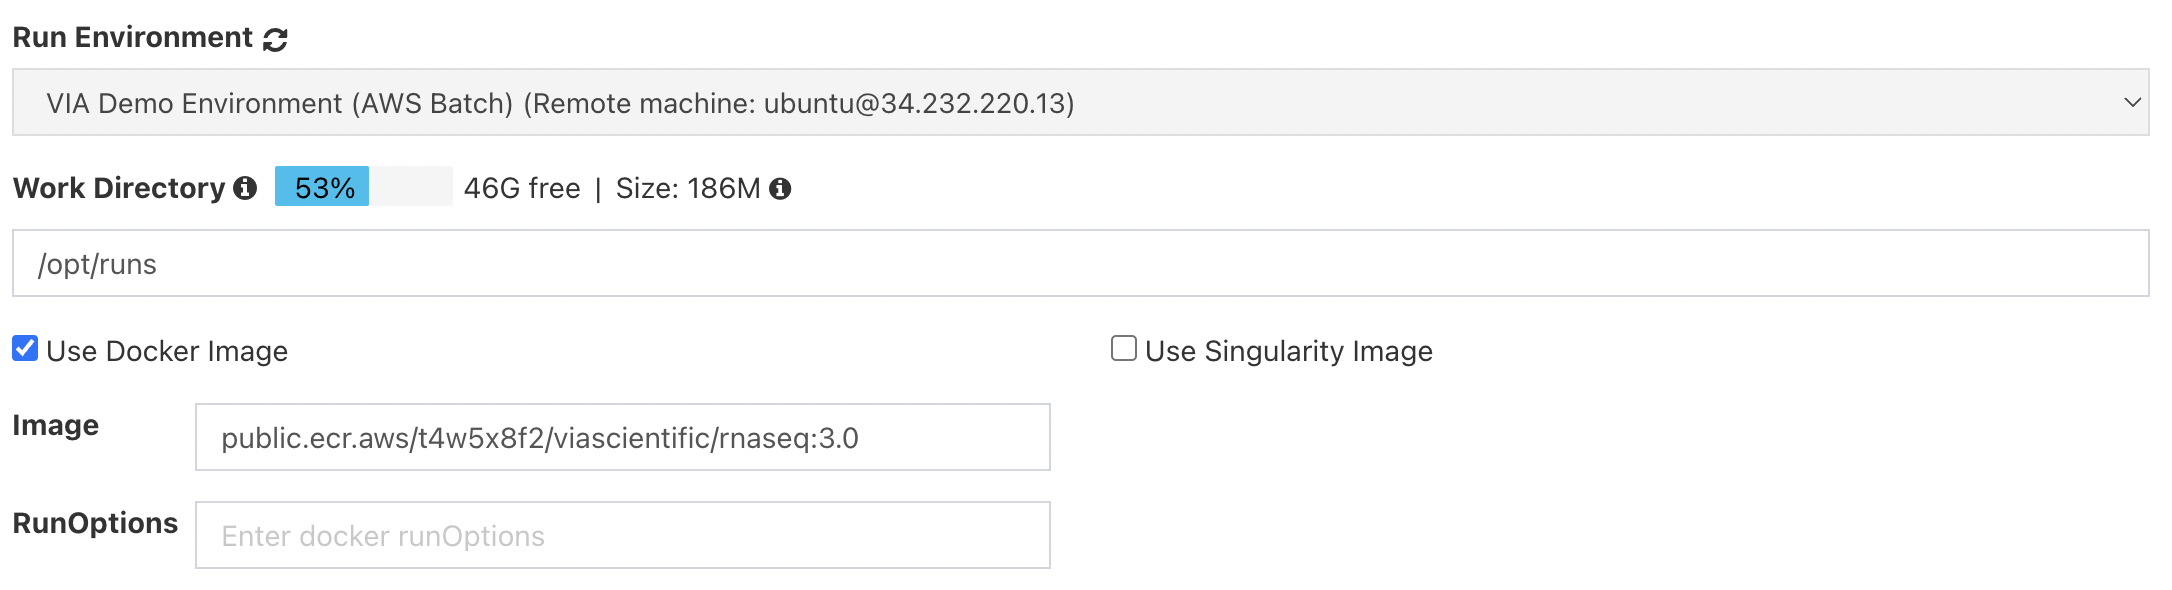 Run Environment
VIA Demo Environment (AWS Batch) (Remote machine: ubuntu@34.232.220.13)
Work Directory 53% 46G free | Size: 186M
/opt/runs
Use Docker Image Use Singularity Image
Image public.ecr.aws/t4w5x8f2/viascientific/rnaseq:3.0
RunOptions Enter docker runOptions